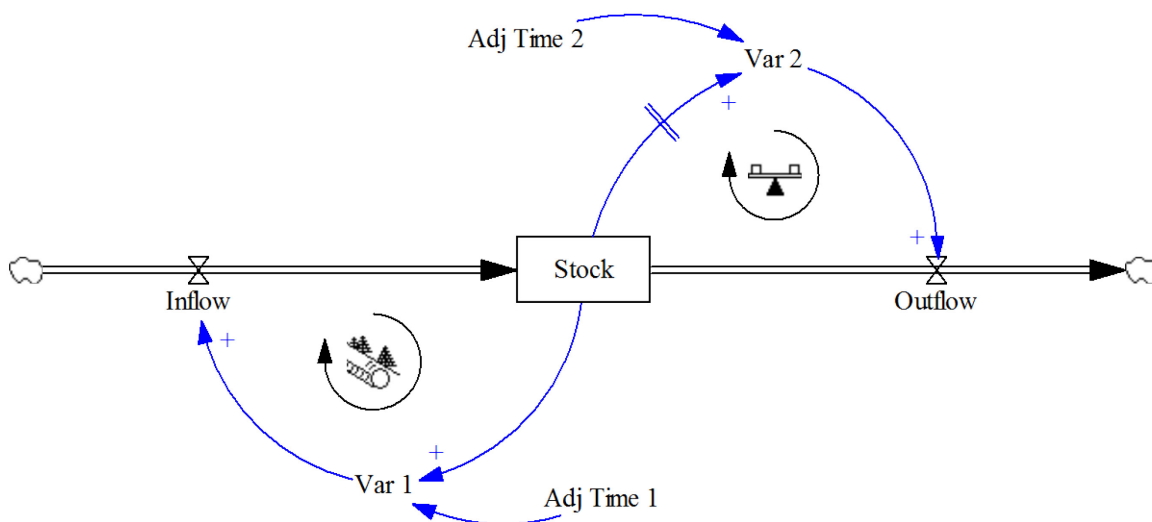 Adj Time 2
Var 2
+
+
Stock
Inflow
Outflow
+
+
Var 1
Adj Time 1